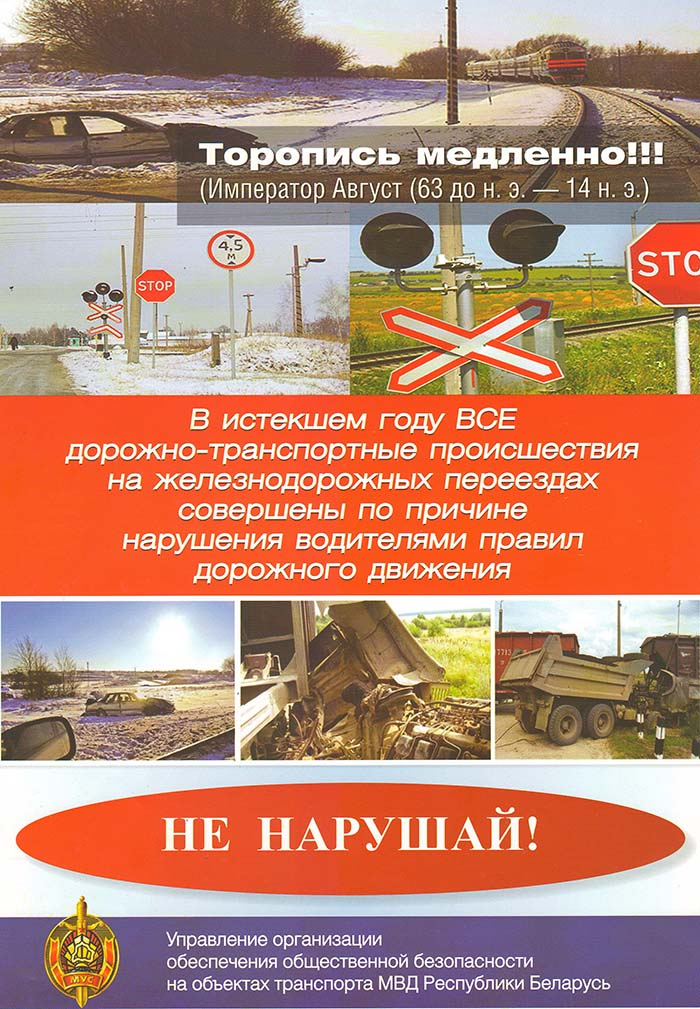 Торопись медленно!!!
(Император Август (63 до н. э. — 14 н. э.)
4,5
М
STOP
STO
В истекшем году ВСЕ
дорожно-транспортные происшествия
на железнодорожных переездах
совершены по причине
нарушения водителями правил
дорожного движения
7713
НЕ НАРУШАЙ!
МУС
Управление организации
обеспечения общественной безопасности
на объектах транспорта МВД Республики Беларусь